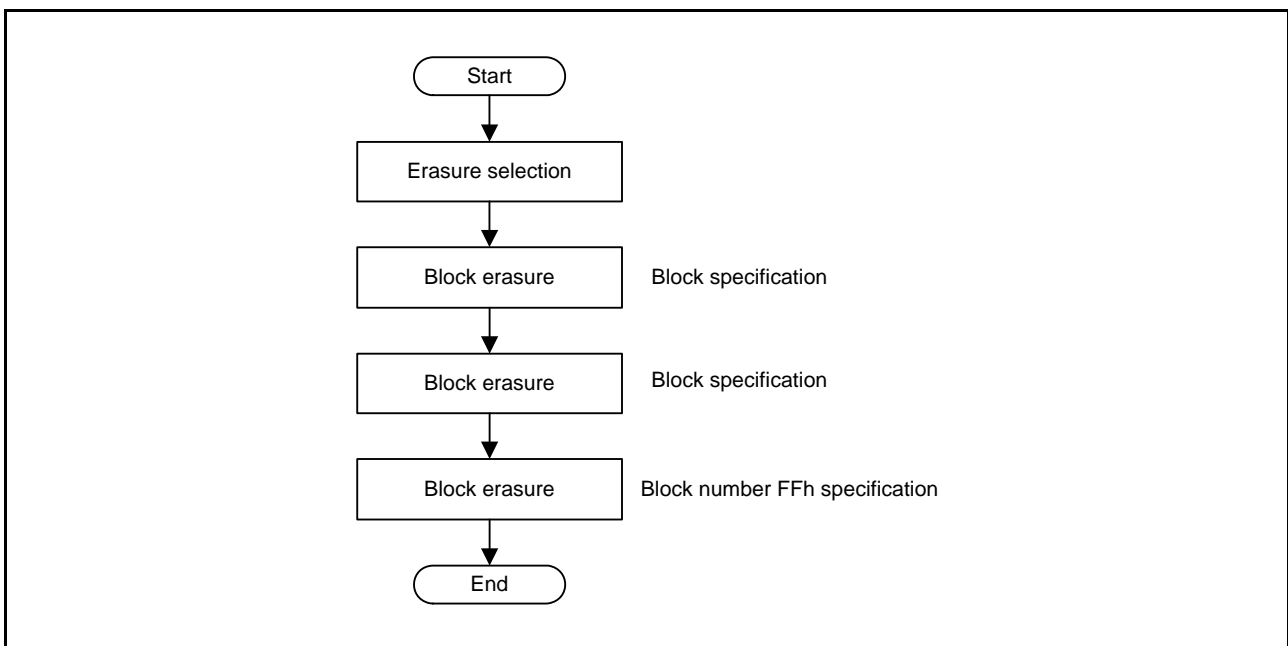 Start
Erasure selection
Block erasure
Block specification
Block erasure
Block specification
Block erasure
Block number FFh specification
End